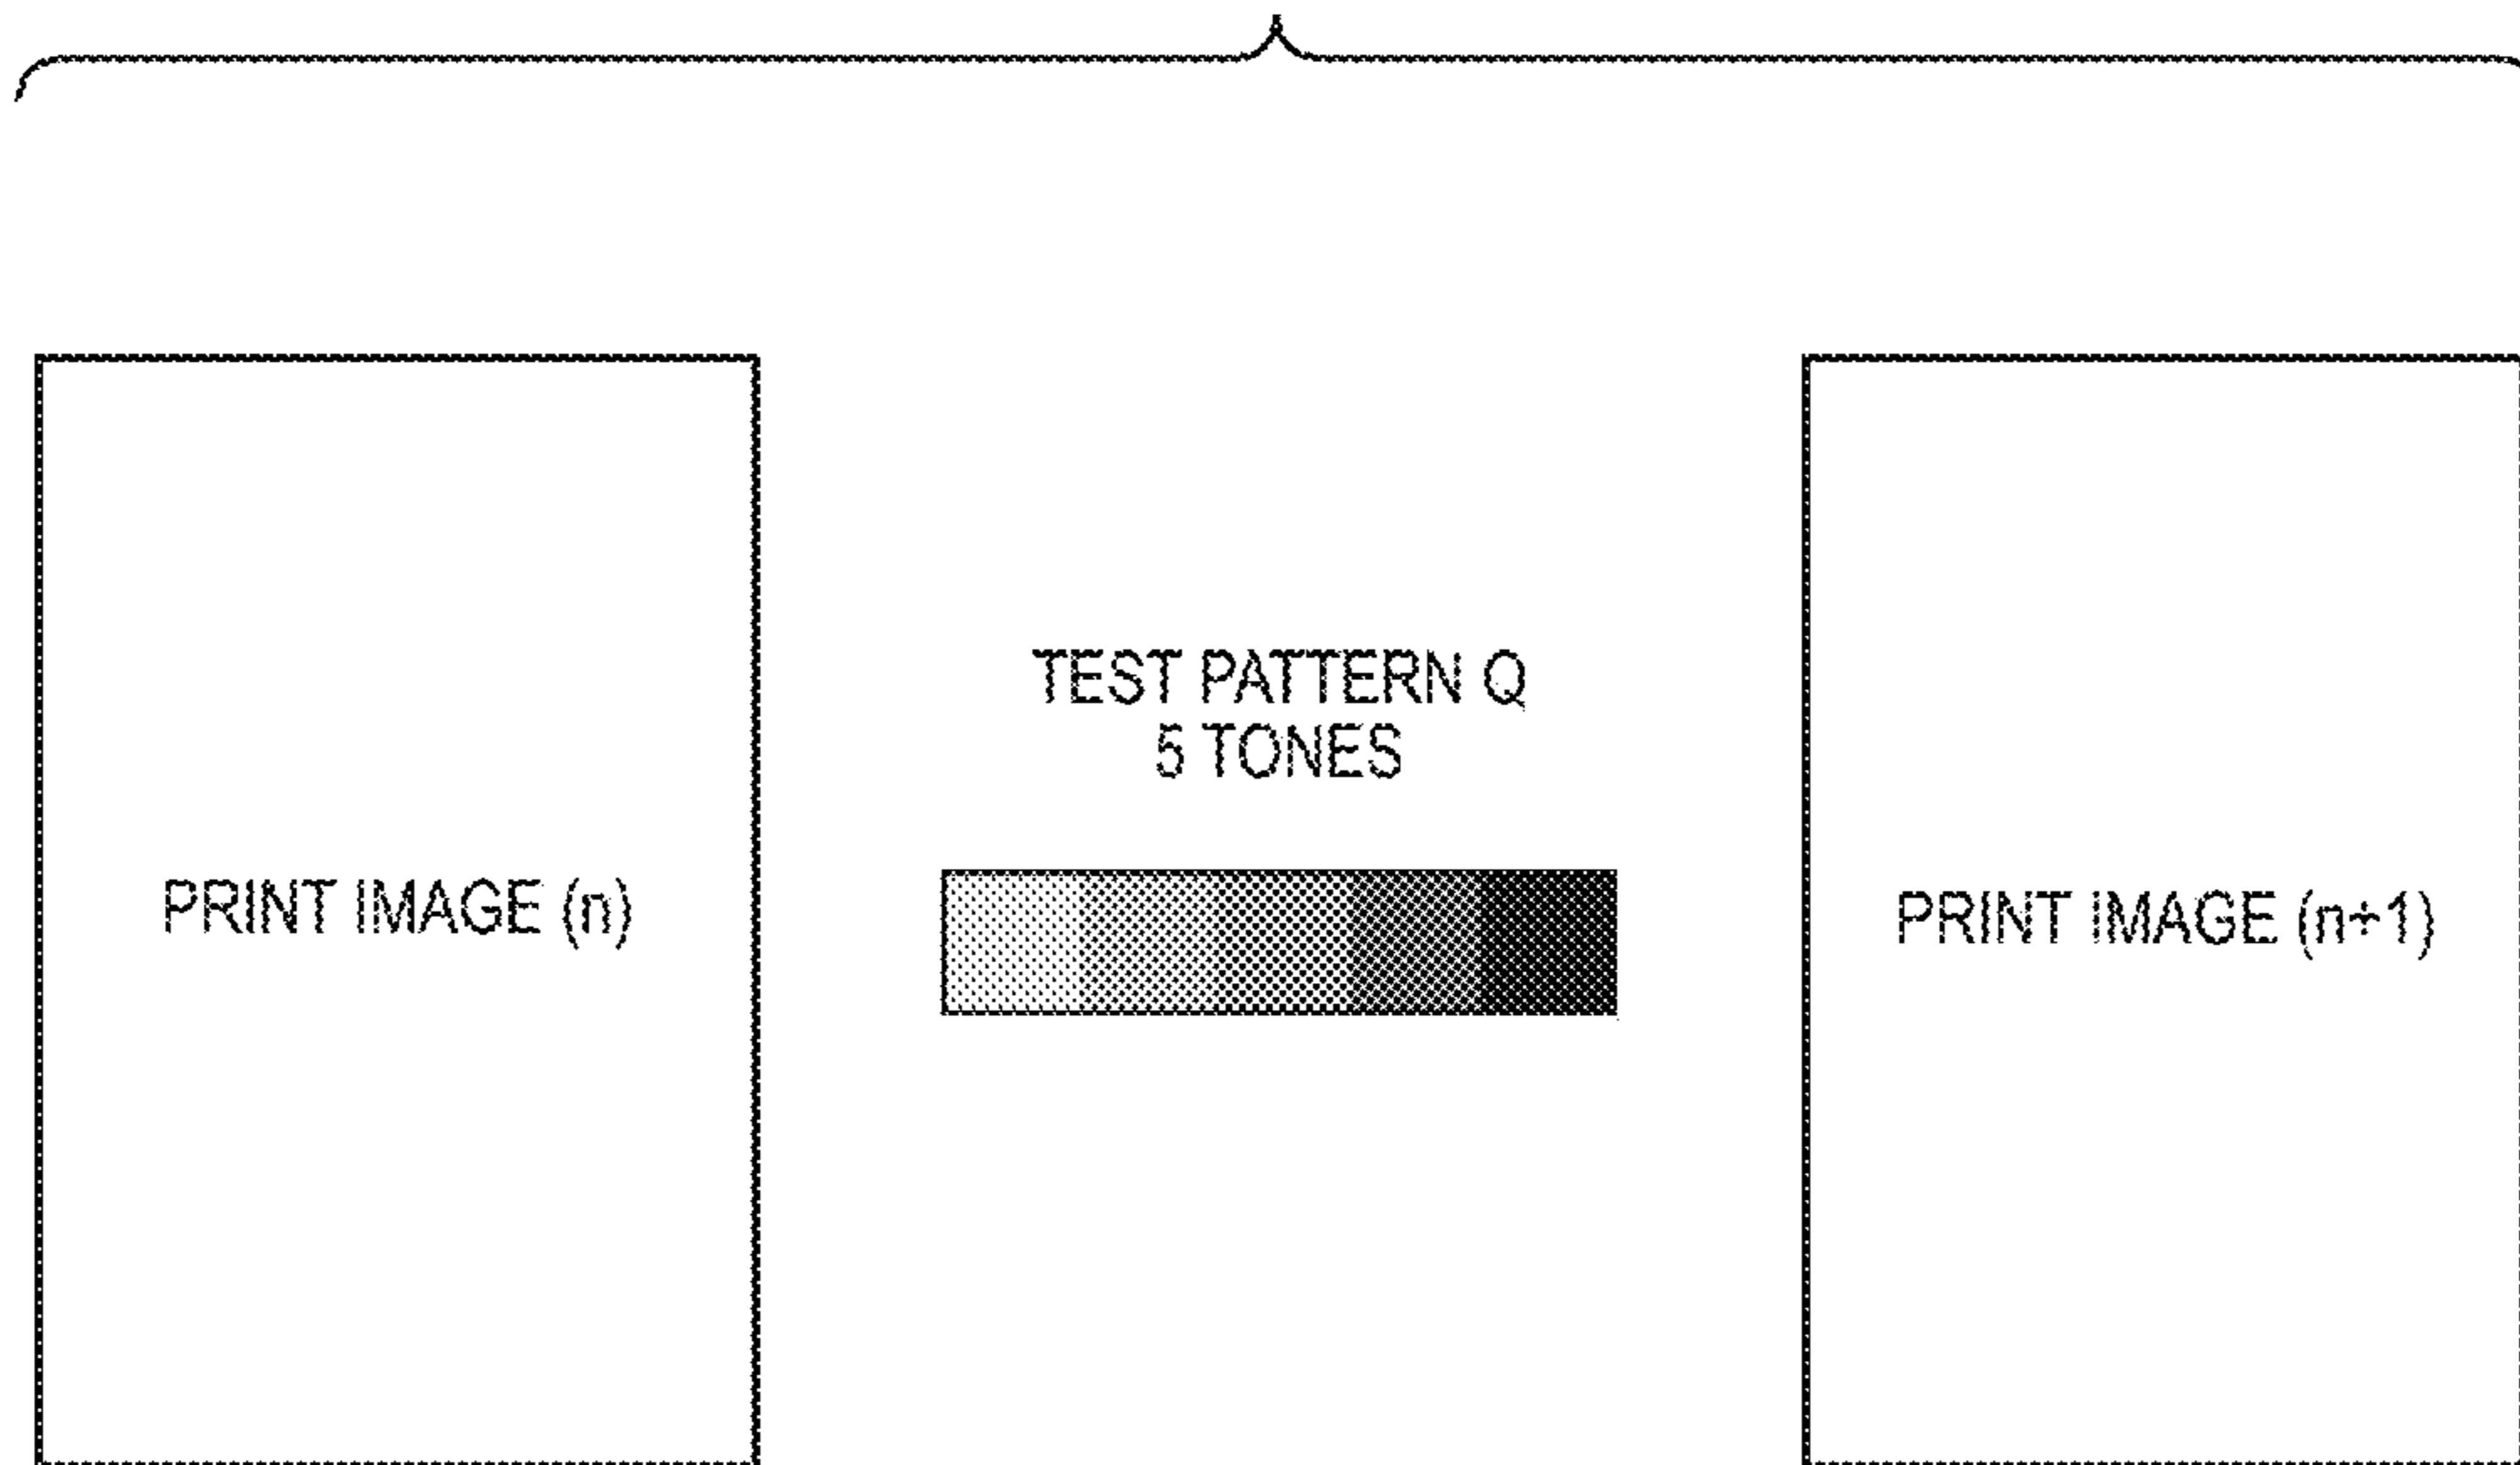 TEST PATTERN Q
5 TONES
PRINT IMAGE (n)
PRINT IMAGE (n+1)